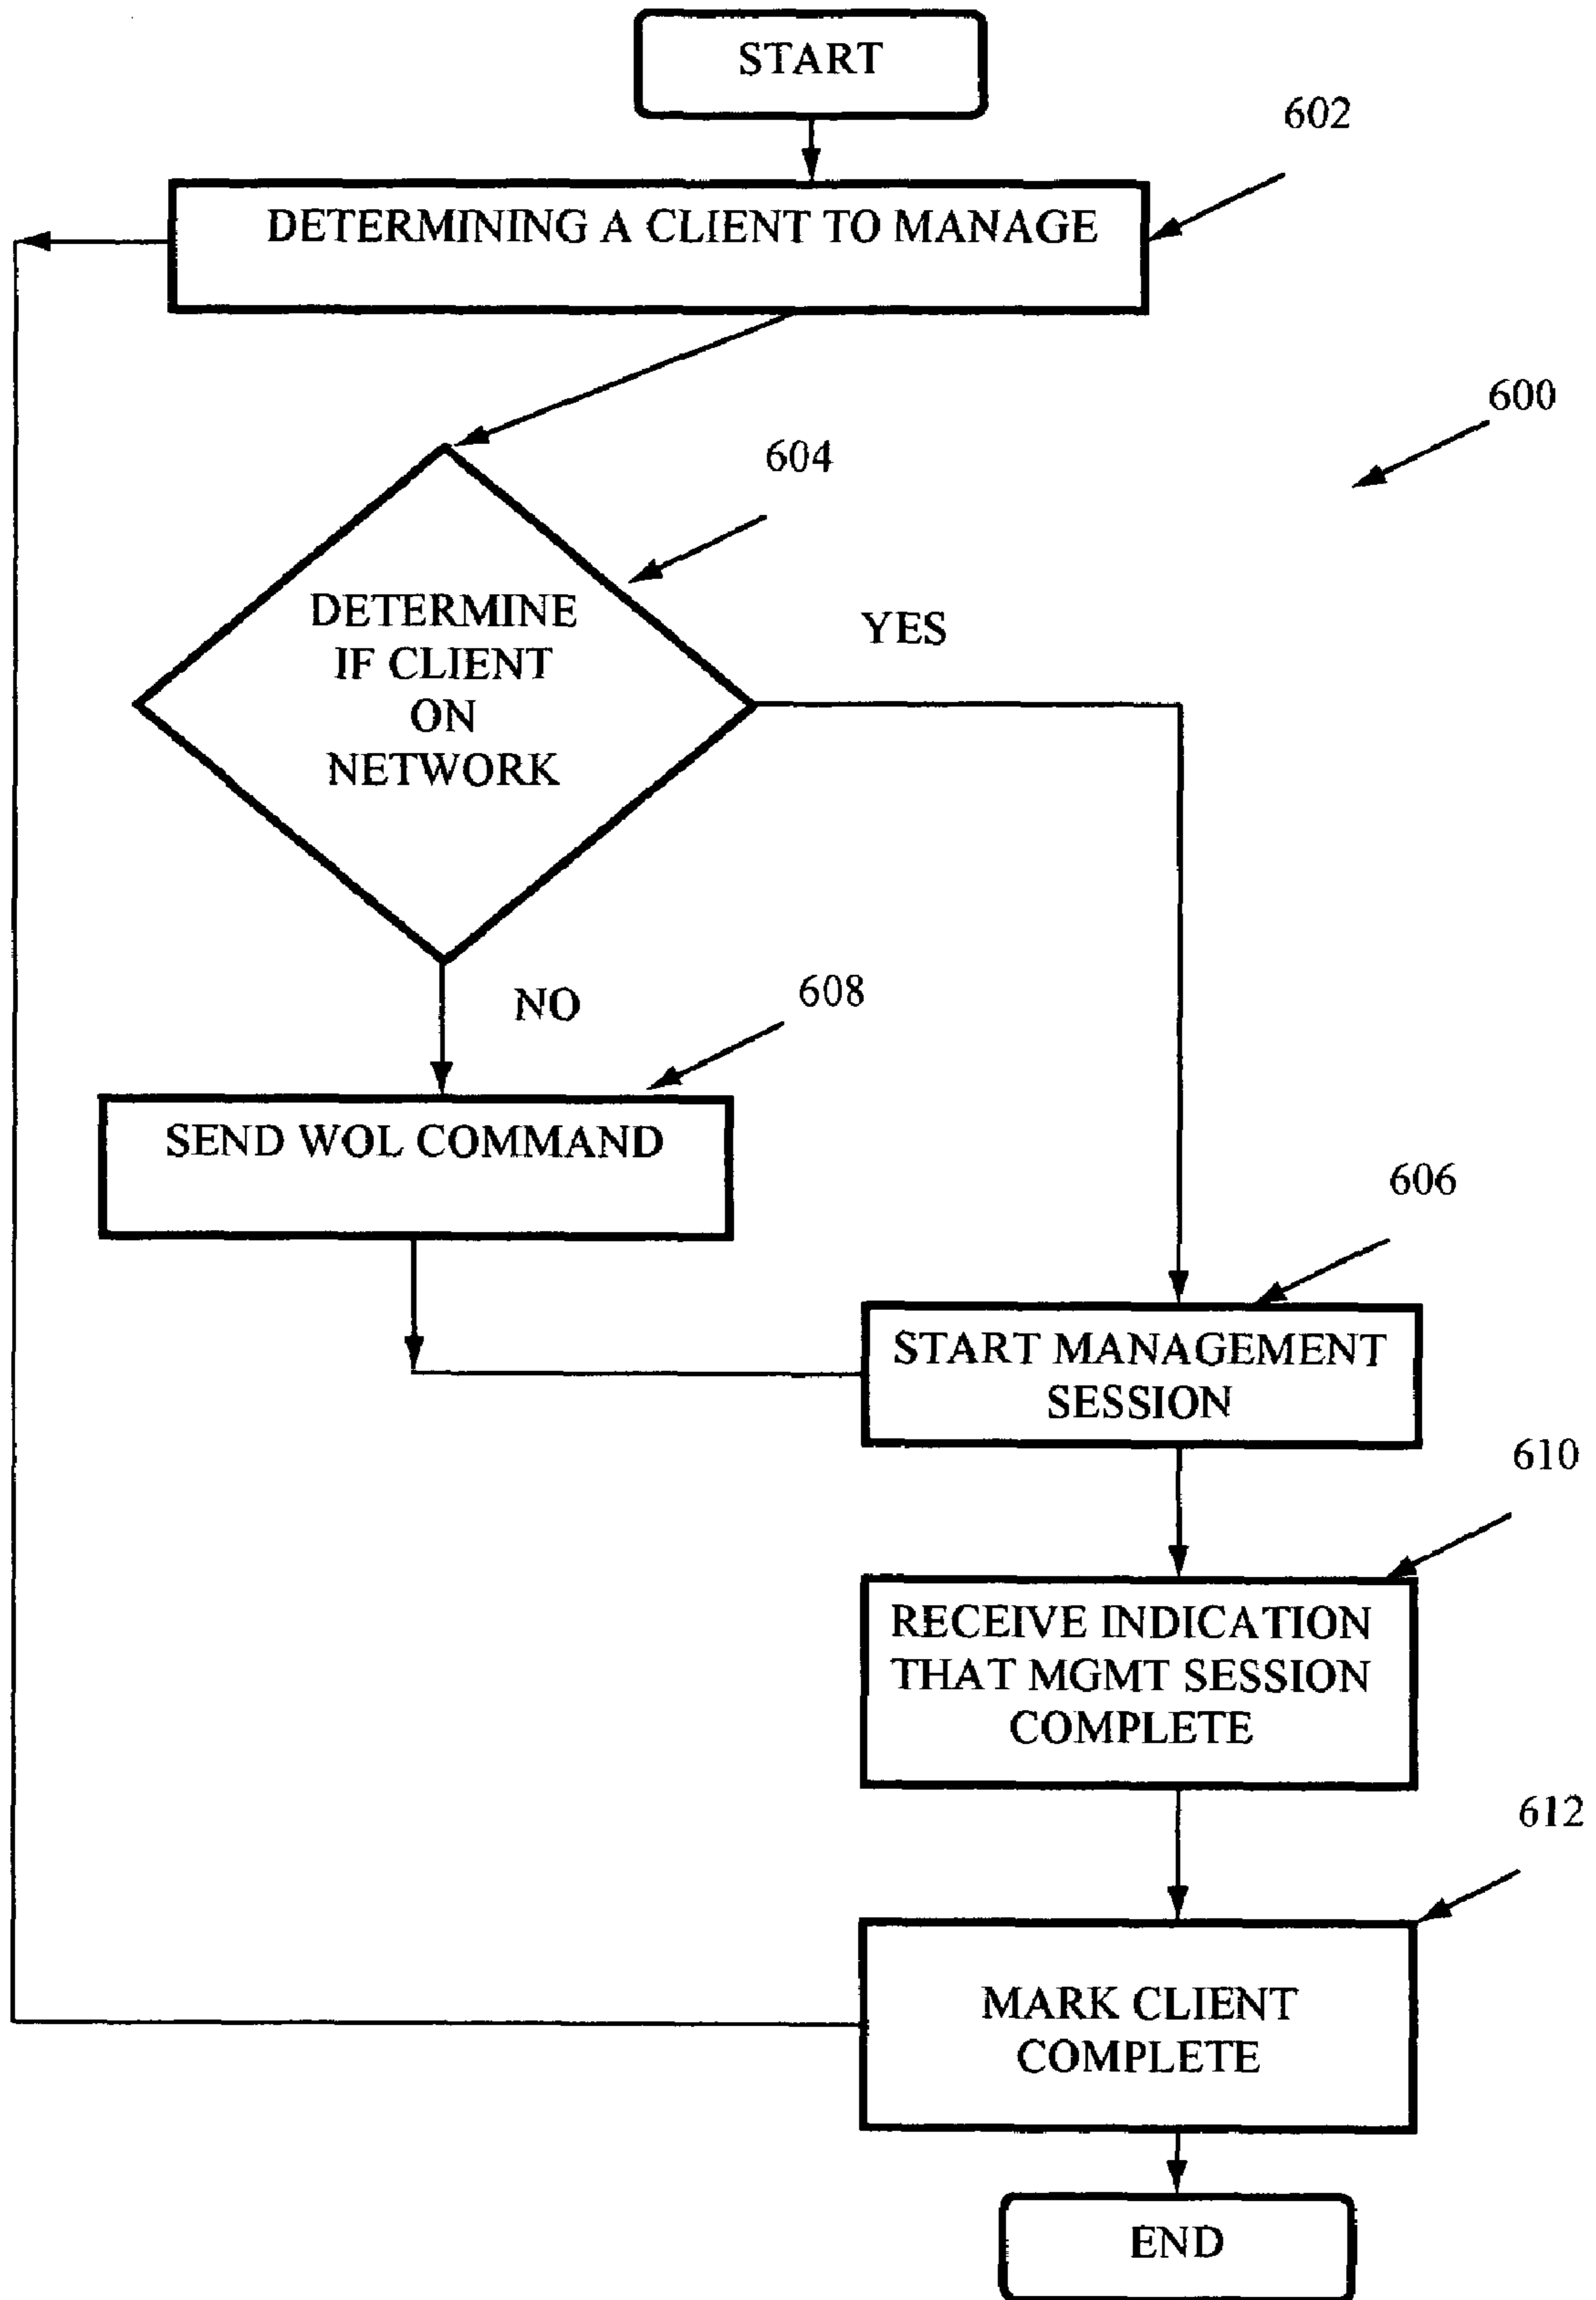 START
602
DETERMINING A CLIENT TO MANAGE
600
604
DETERMINE
IF CLIENT
ON
NETWORK
YES
NO
608
SEND WOL COMMAND
606
START MANAGEMENT
SESSION
610
RECEIVE INDICATION
THAT MGMT SESSION
COMPLETE
612
MARK CLIENT
COMPLETE
END